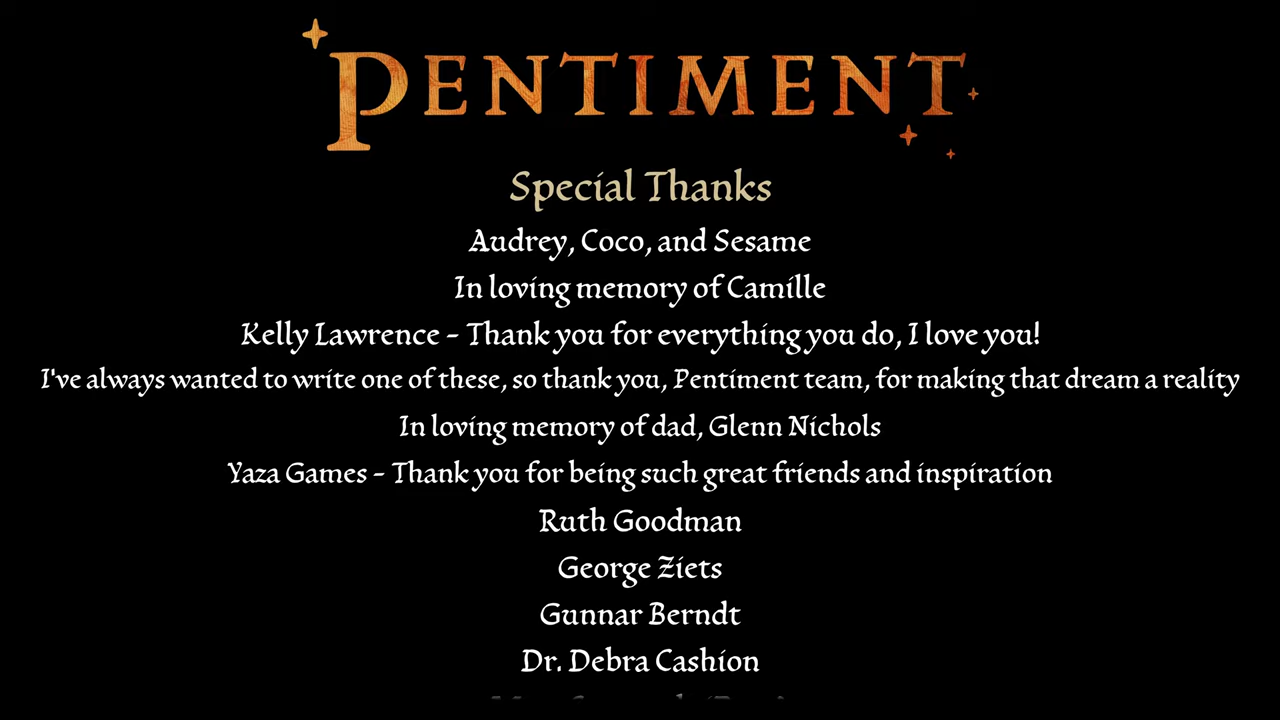 PENTIMENT
Special Thanks
Audrey, Coco, and Sesame
In loving memory of Camille
Kelly Lawrence - Thank you for everything you do, I love you!
I've always wanted to write one of these, so thank you, Pentiment team, for making that dream a reality
In loving memory of dad, Glenn Nichols
Yaza Games - Thank you for being such great friends and inspiration
Ruth Goodman
George Ziets
Gunnar Berndt
Dr. Debra Cashion